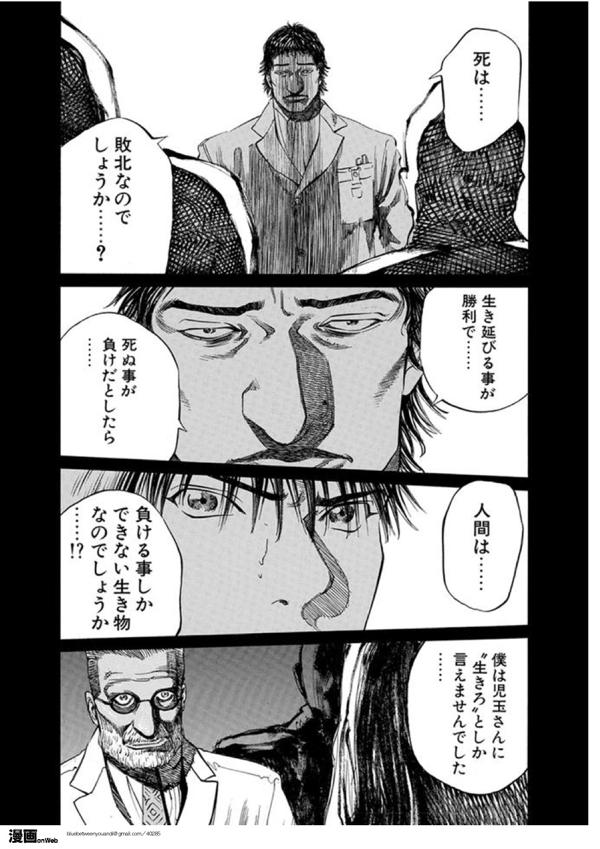 死は
……
敗北なので
しょうか……？
生き延びる事が
勝利で……
死ぬ事が
負けだとしたら
……
人間は……
負ける事しか
できない生き物
なのでしょうか
……!?
僕は児玉さんに
〝生きろ〟としか
言えませんでした
……
漫画onWeb
bluebetweenyouandi@gmail.com/40285